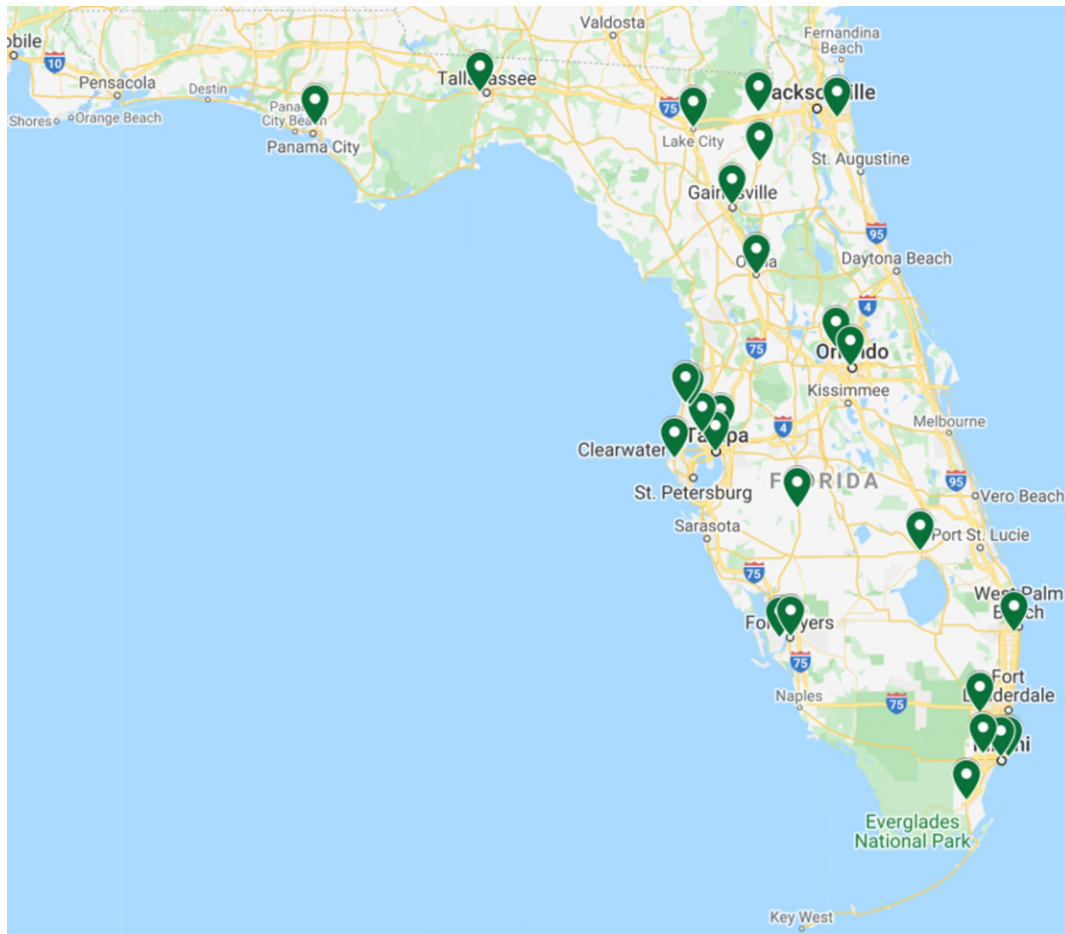 Valdosta
Fernandina
Beach
obile
10
Pensacola
Destin
Tallahassee
75
acksonville
Shores
Orange Beach
Panama
City Beach
Panama City
Lake City
St. Augustine
Gainesville
95
Daytona Beach
4
75
Orlando
Kissimmee
Melbourne
4
Clearwater
Tampa
FLORIDA
95
St. Petersburg
Vero Beach
Sarasota
Port St. Lucie
75
West Palm
Beach
Fort Myers
75
Fort
Lauderdale
Naples
75
Miami
Everglades
National Park
Key West